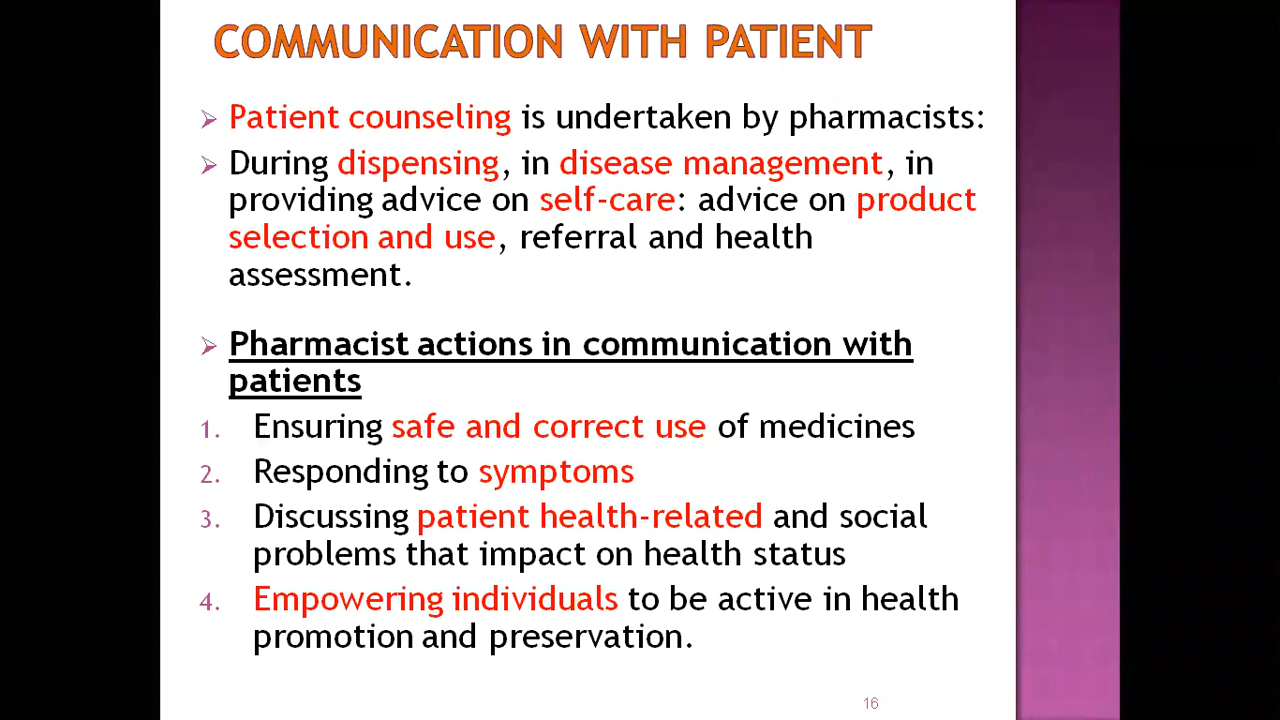 COMMUNICATION WITH PATIENT
➢ Patient counseling is undertaken by pharmacists:
➢ During dispensing, in disease management, in
providing advice on self-care: advice on product
selection and use, referral and health
assessment.
➢ Pharmacist actions in communication with
patients
1. Ensuring safe and correct use of medicines
2. Responding to symptoms
3. Discussing patient health-related and social
problems that impact on health status
4. Empowering individuals to be active in health
promotion and preservation.
16